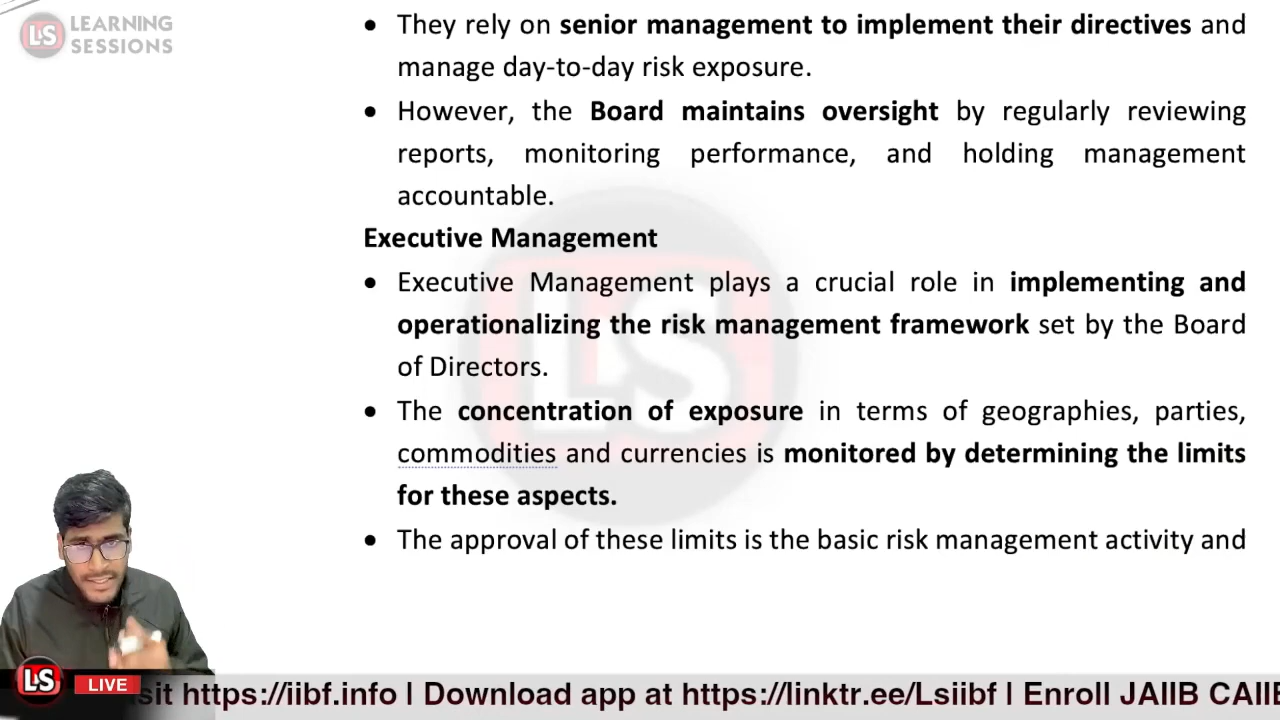 LS LEARNING
SESSIONS
• They rely on senior management to implement their directives and
manage day-to-day risk exposure.
• However, the Board maintains oversight by regularly reviewing
reports, monitoring performance, and holding management
accountable.
Executive Management
• Executive Management plays a crucial role in implementing and
operationalizing the risk management framework set by the Board
of Directors.
• The concentration of exposure in terms of geographies, parties,
commodities and currencies is monitored by determining the limits
for these aspects.
• The approval of these limits is the basic risk management activity and
LS
LS LIVE sit https://iibf.info | Download app at https://linktr.ee/Lsiibf | Enroll JAIIB CAIIB